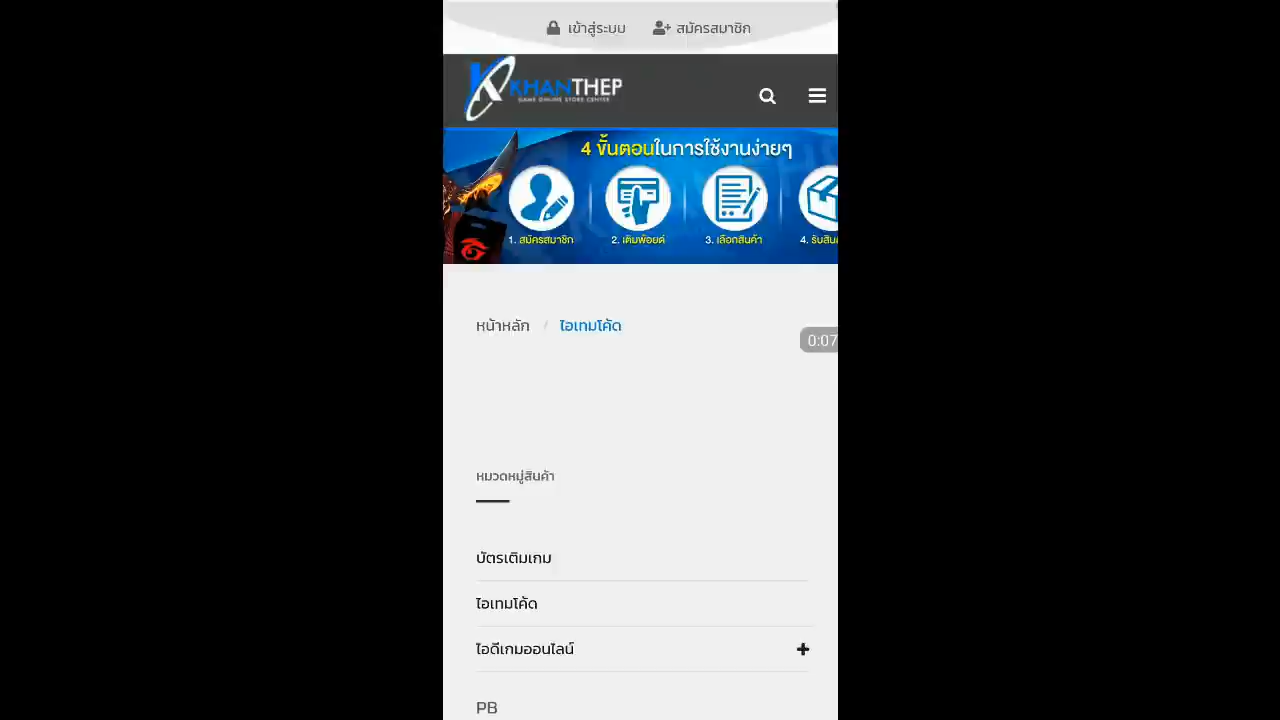 เข้าสู่ระบบ สมัครสมาชิก
KHANTHEP
GAME ONLINE STORE CENTER
4 ขั้นตอนในการใช้งานง่ายๆ
1. สมัครสมาชิก 2. เติมพ้อยด์ 3. เลือกสินค้า 4. รับสิน
หน้าหลัก / ไอเทมโค้ด
0:07
หมวดหมู่สินค้า
บัตรเติมเกม
ไอเทมโค้ด
ไอดีเกมออนไลน์
PB